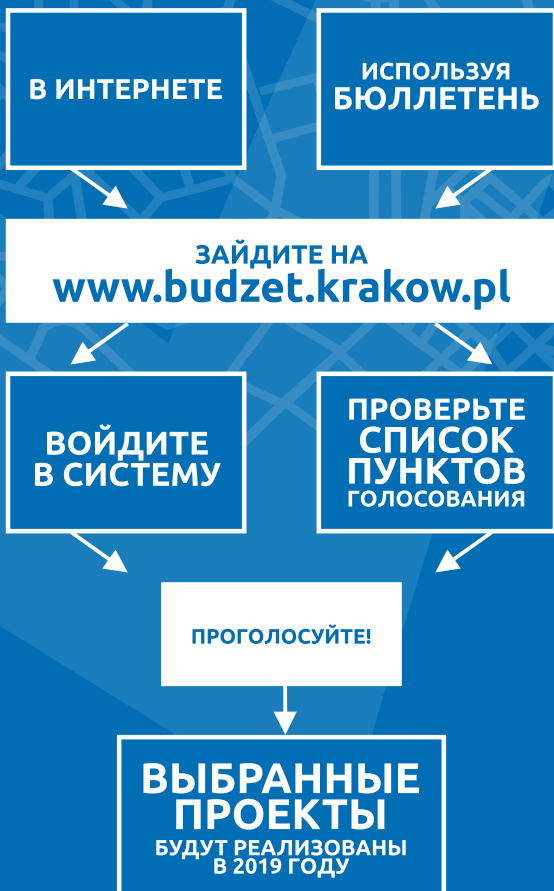 В ИНТЕРНЕТЕ
ИСПОЛЬЗУЯ
БЮЛЛЕТЕНЬ
ЗАЙДИТЕ НА
www.budzet.krakow.pl
ВОЙДИТЕ
В СИСТЕМУ
ПРОВЕРЬТЕ
СПИСОК
ПУНКТОВ
ГОЛОСОВАНИЯ
ПРОГОЛОСУЙТЕ!
ВЫБРАННЫЕ
ПРОЕКТЫ
БУДУТ РЕАЛИЗОВАНЫ
В 2019 ГОДУ